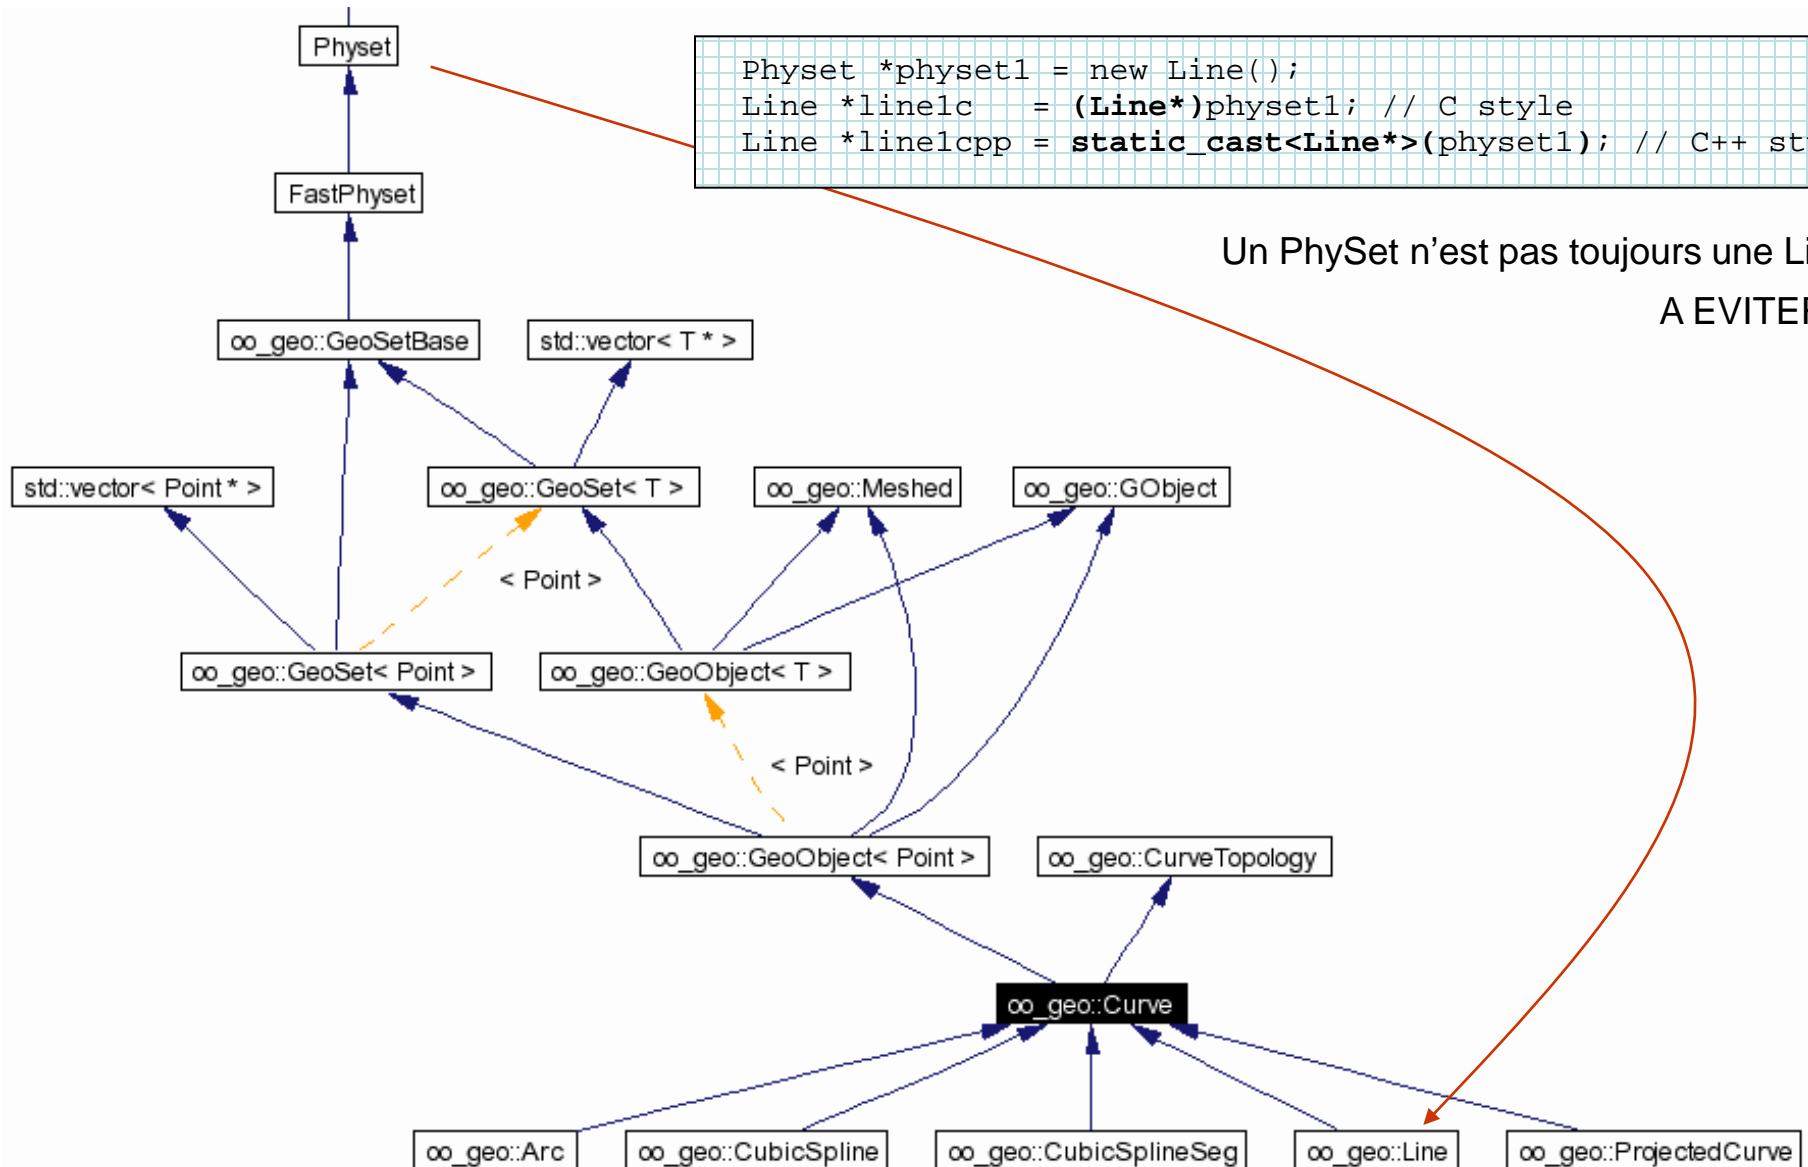 Physet
Physet *physet1 = new Line();
Line *line1c   = (Line*)physet1; // C style
Line *line1cpp = static_cast<Line*>(physet1); // C++ st
FastPhyset
Un PhySet n'est pas toujours une Li
A EVITER
oo_geo::GeoSetBase
std::vector< T * >
std::vector< Point * >
oo_geo::GeoSet< T >
oo_geo::Meshed
oo_geo::GObject
< Point >
oo_geo::GeoSet< Point >
oo_geo::GeoObject< T >
< Point >
oo_geo::GeoObject< Point >
oo_geo::CurveTopology
oo_geo::Curve
oo_geo::Arc
oo_geo::CubicSpline
oo_geo::CubicSplineSeg
oo_geo::Line
oo_geo::ProjectedCurve